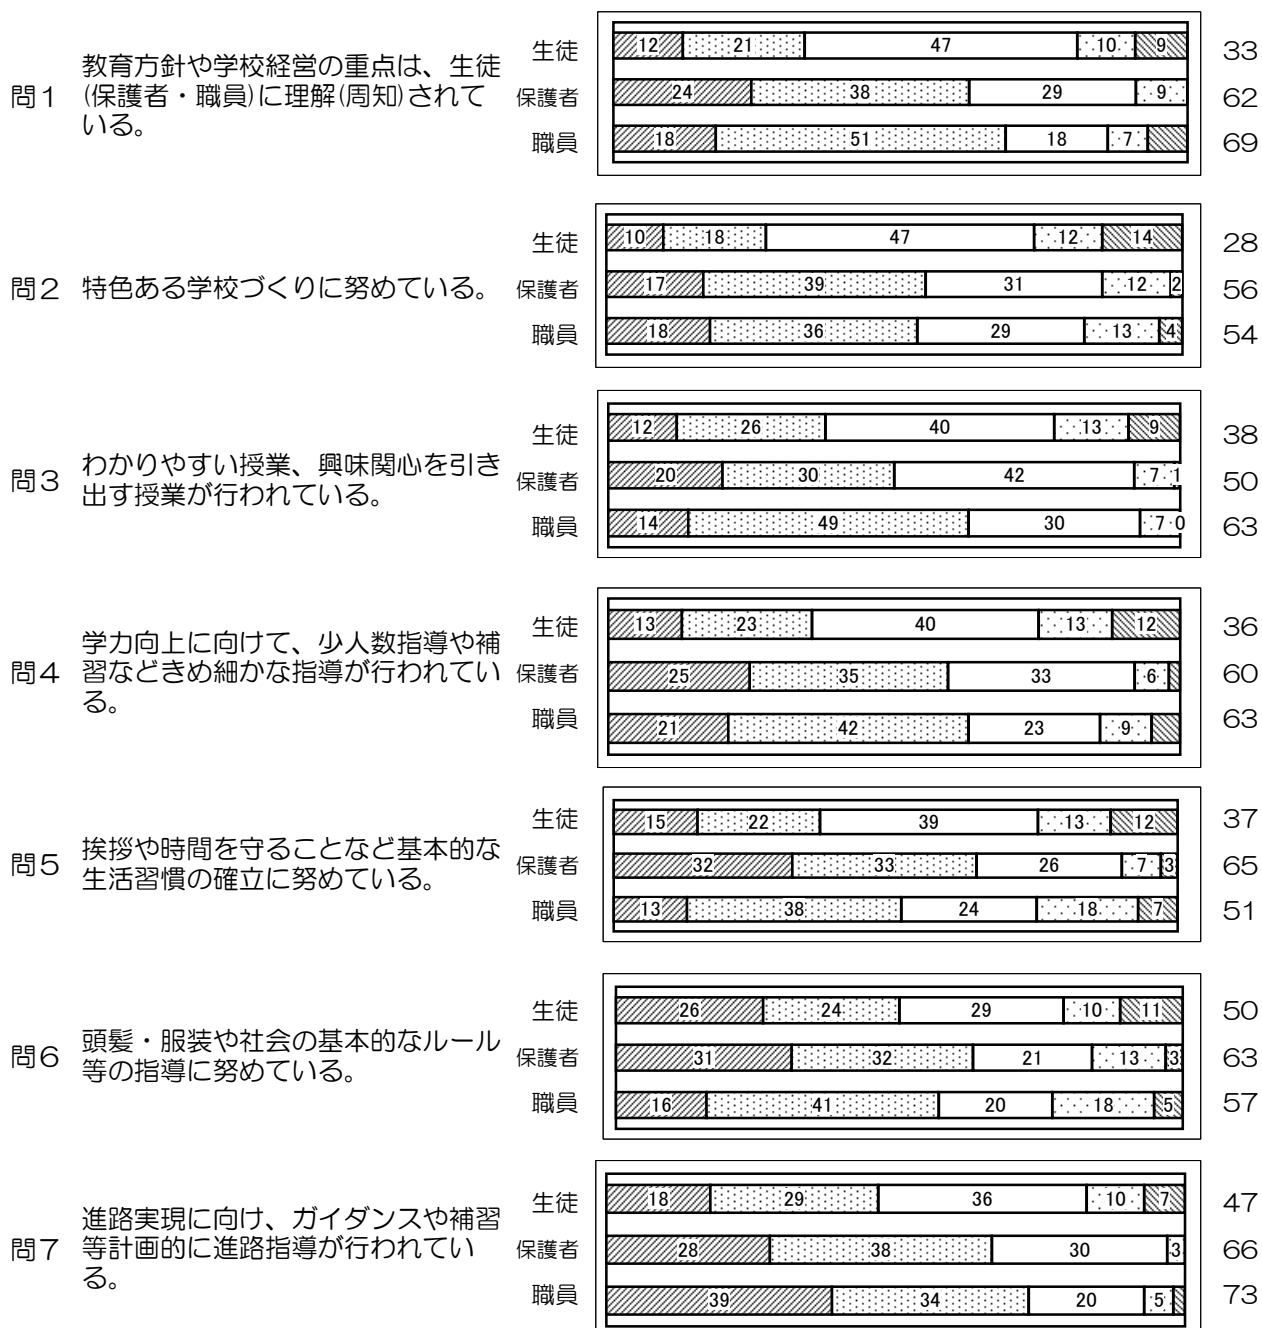 生徒 12 21 47 10 9 33
問1 教育方針や学校経営の重点は、生徒
(保護者・職員)に理解(周知)されて
いる。
保護者 24 38 29 9 62
職員 18 51 18 7 69
生徒 10 18 47 12 14 28
問2 特色ある学校づくりに努めている。
保護者 17 39 31 12 2 56
職員 18 36 29 13 4 54
生徒 12 26 40 13 9 38
問3 わかりやすい授業、興味関心を引き
出す授業が行われている。
保護者 20 30 42 7 1 50
職員 14 49 30 7 0 63
生徒 13 23 40 13 12 36
問4 学力向上に向けて、少人数指導や補
習などきめ細かな指導が行われてい
る。
保護者 25 35 33 6 60
職員 21 42 23 9 63
生徒 15 22 39 13 12 37
問5 挨拶や時間を守ることなど基本的な
生活習慣の確立に努めている。
保護者 32 33 26 7 3 65
職員 13 38 24 18 7 51
生徒 26 24 29 10 11 50
問6 頭髪・服装や社会の基本的なルール
等の指導に努めている。
保護者 31 32 21 13 3 63
職員 16 41 20 18 5 57
生徒 18 29 36 10 7 47
問7 進路実現に向け、ガイダンスや補習
等計画的に進路指導が行われてい
る。
保護者 28 38 30 3 66
職員 39 34 20 5 73